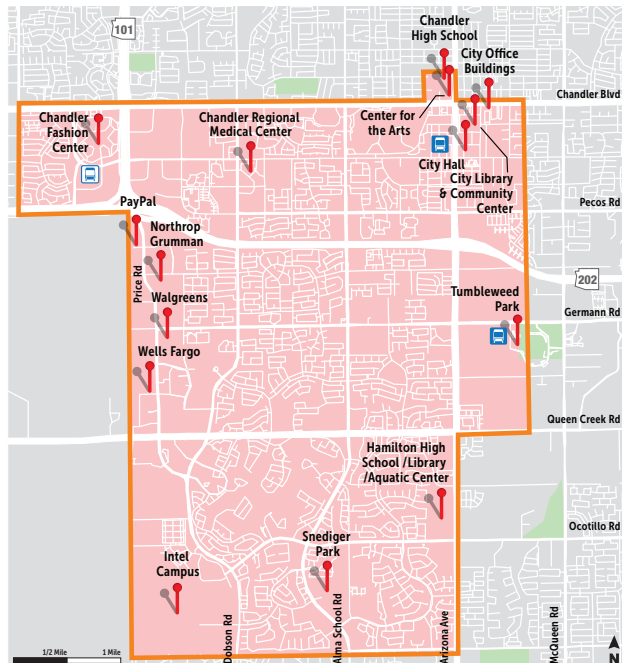 Chandler
High School
101
City Office
Buildings
Chandler Blvd
Chandler
Fashion
Center
Chandler Regional
Medical Center
Center for
the Arts
City Hall
City Library
& Community
Center
Pecos Rd
PayPal
Northrop
Grumman
Price Rd
202
Walgreens
Tumbleweed
Park
Germann Rd
Wells Fargo
Queen Creek Rd
Hamilton High
School /Library
/Aquatic Center
Ocotillo Rd
Snediger
Park
Intel
Campus
Dobson Rd
Alma School Rd
Arizona Ave
McQueen Rd
1/2 Mile
1 Mile
N